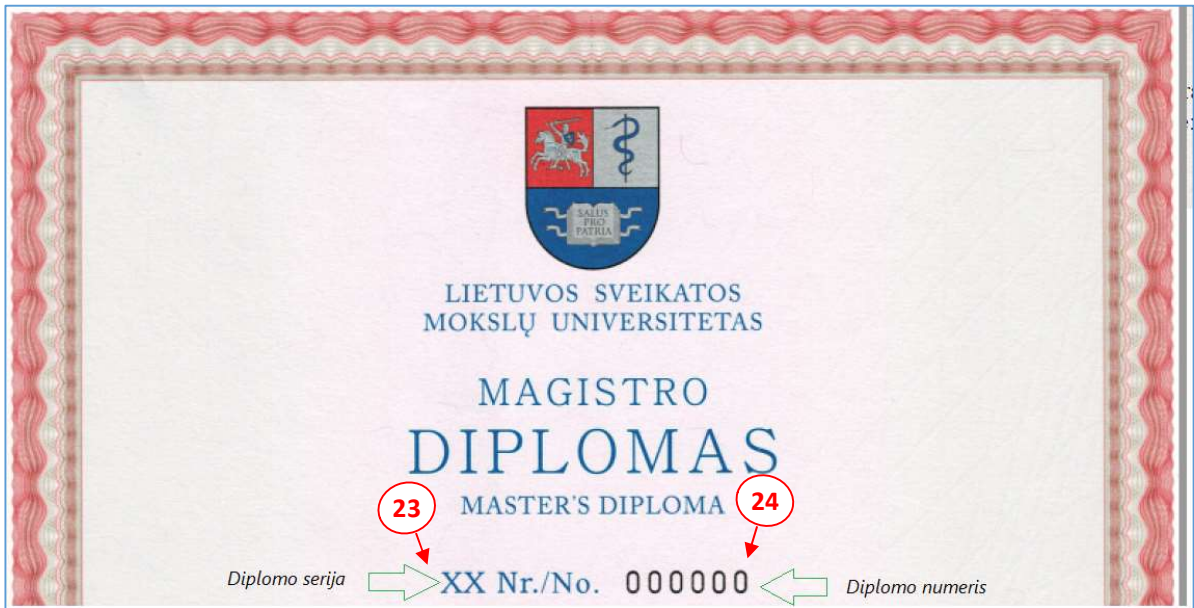 SALUS
PRO
PATRIA
LIETUVOS SVEIKATOS
MOKSLŲ UNIVERSITETAS
MAGISTRO
DIPLOMAS
MASTER'S DIPLOMA
23
24
Diplomo serija
XX Nr./No. 000000
Diplomo numeris